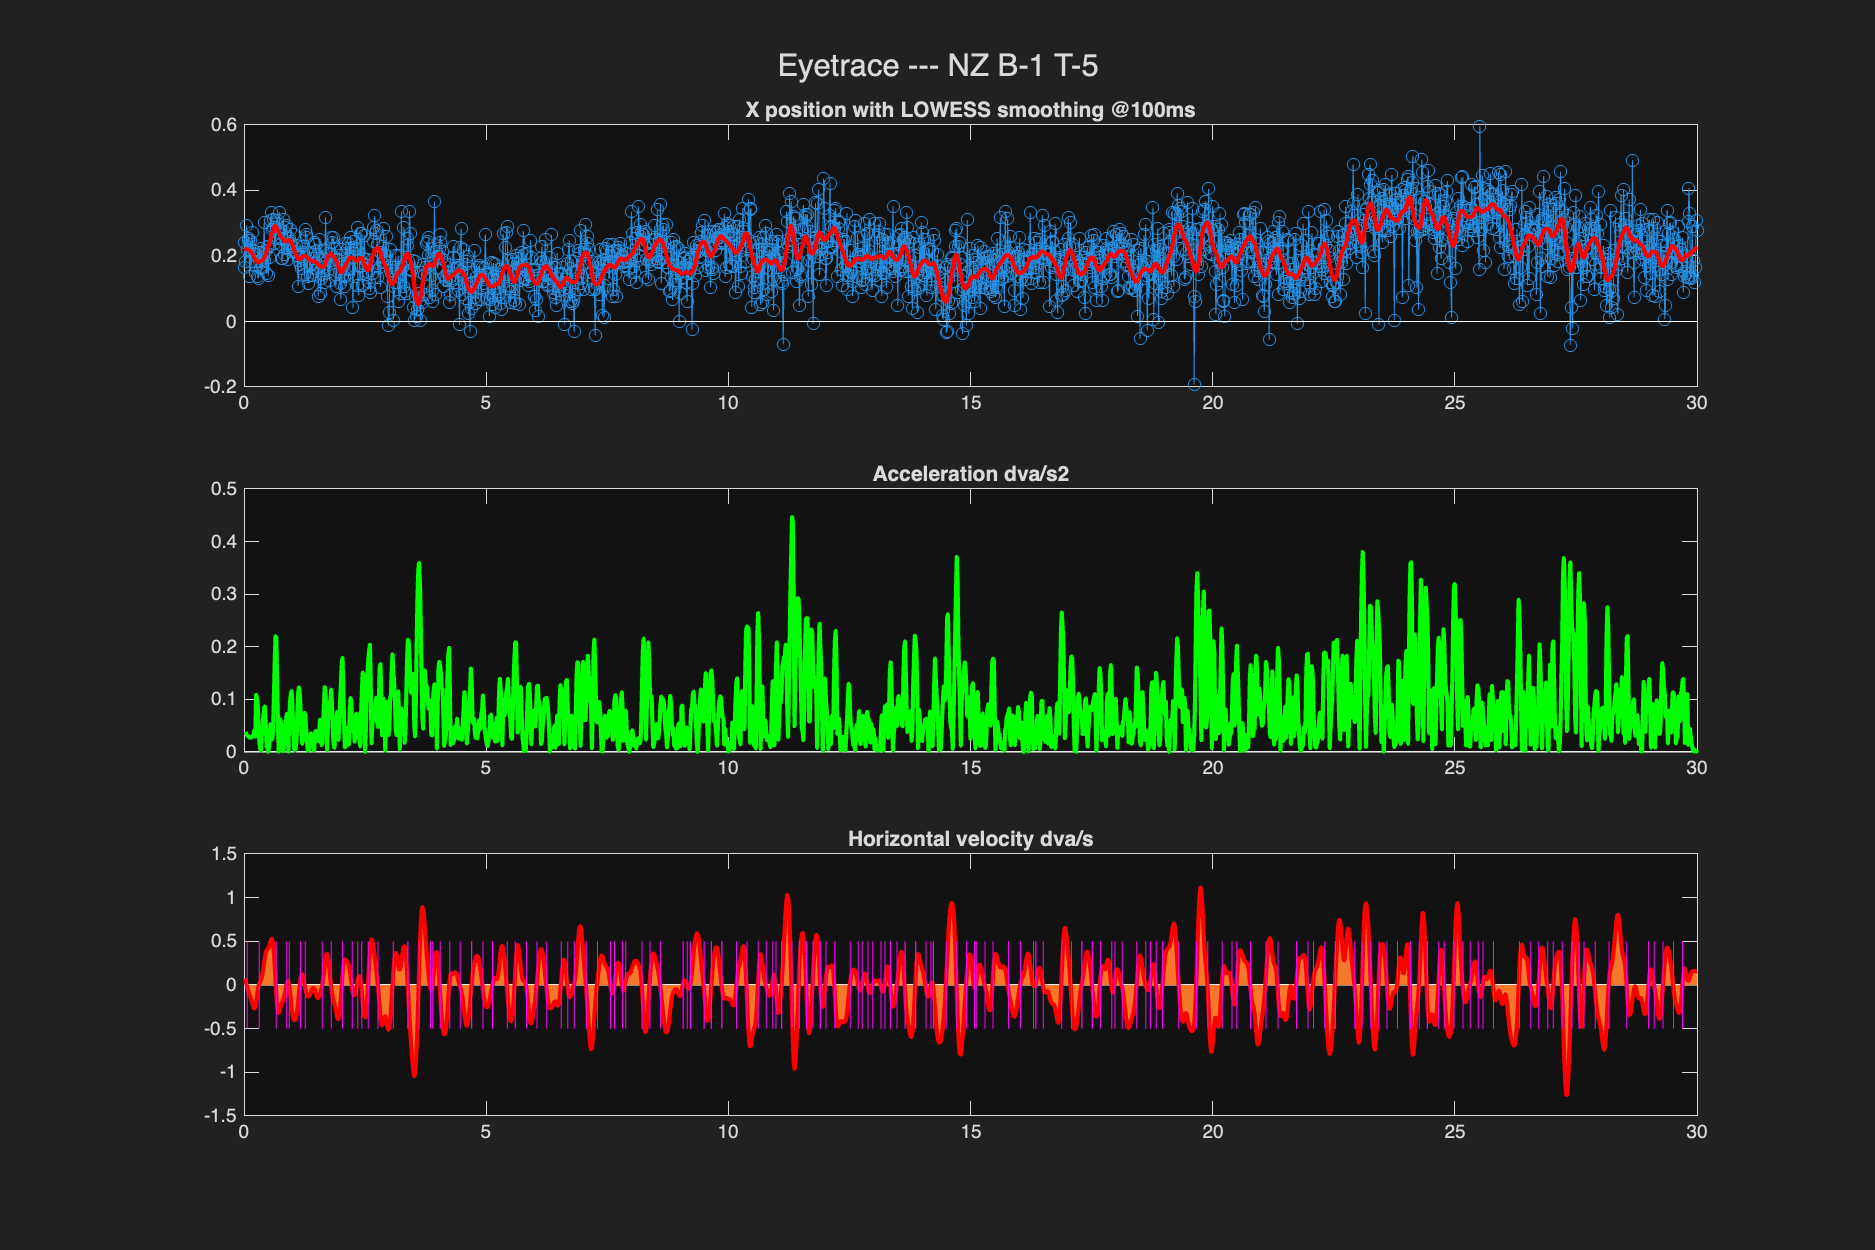 Eyetrace --- NZ B-1 T-5
X position with LOWESS smoothing @100ms
0.6
0.4
0.2
0
-0.2
0 5 10 15 20 25 30
Acceleration dva/s2
0.5
0.4
0.3
0.2
0.1
0
0 5 10 15 20 25 30
Horizontal velocity dva/s
1.5
1
0.5
0
-0.5
-1
-1.5
0 5 10 15 20 25 30